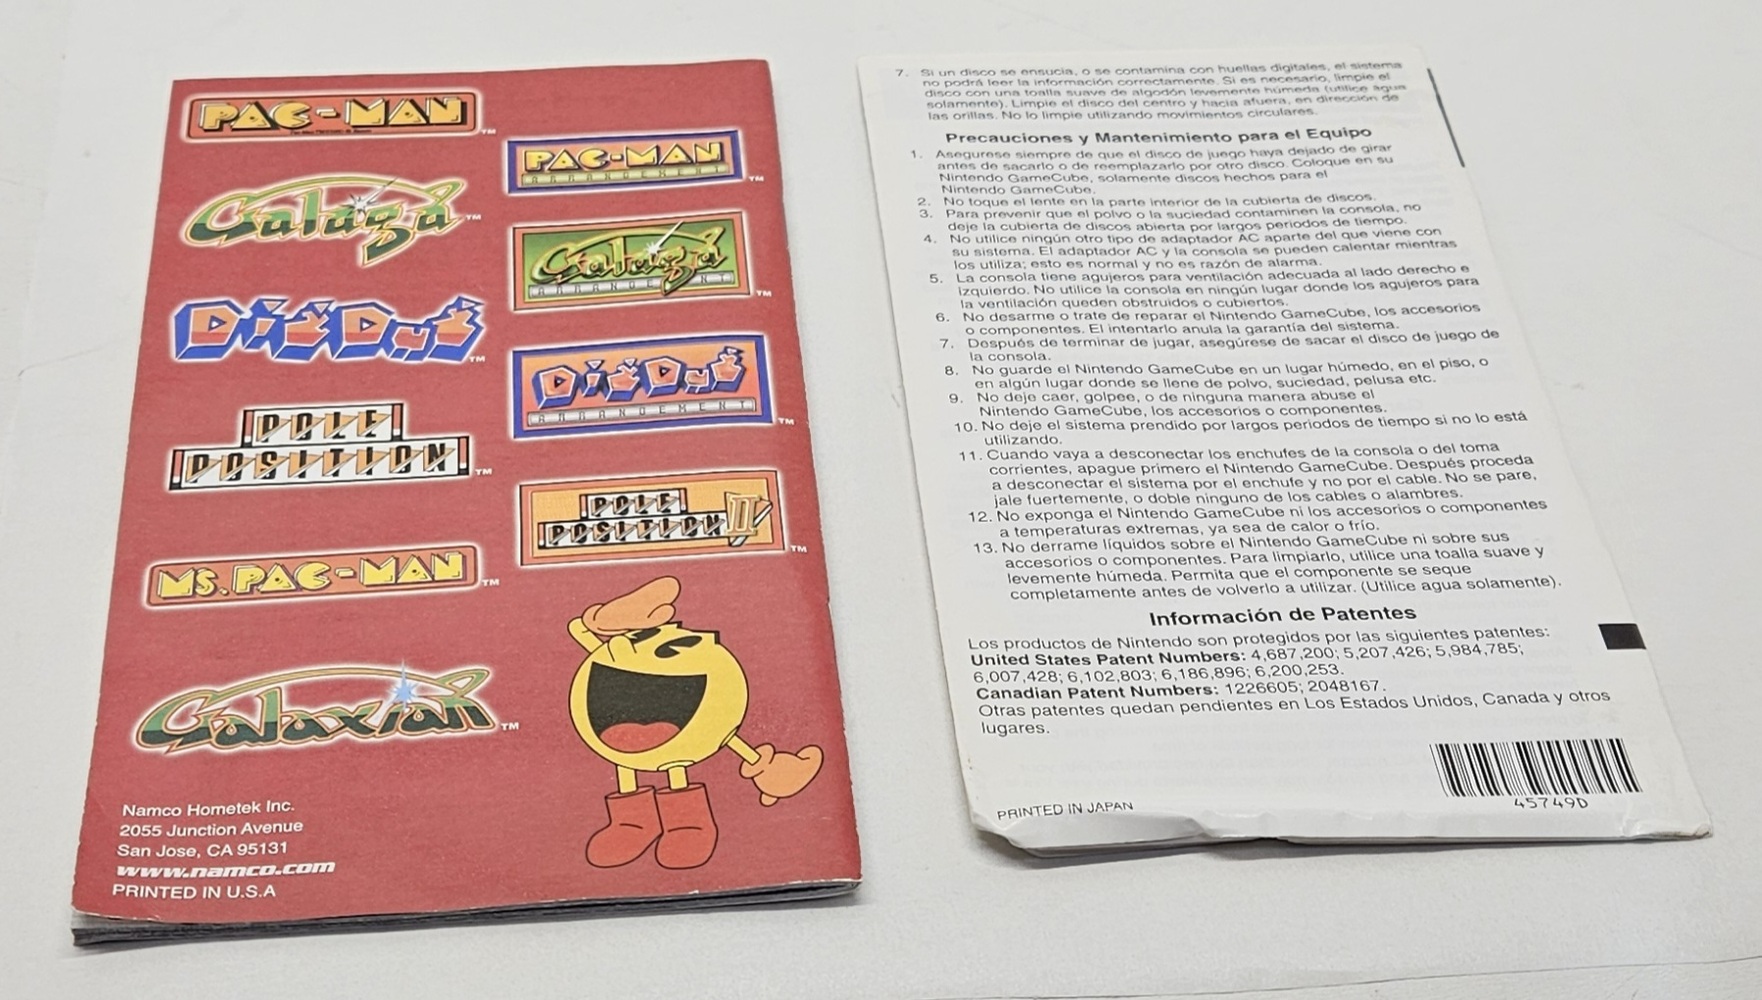 PAC-MAN™
Galaga™
DIG DUG™
POLE
POSITION™
MS. PAC-MAN™
Galaxian™
PAC-MAN
ARRANGEMENT™
Galaga
ARRANGEMENT™
DIG DUG
ARRANGEMENT™
POLE
POSITION II™
Namco Hometek Inc.
2055 Junction Avenue
San Jose, CA 95131
www.namco.com
PRINTED IN U.S.A
7. Si un disco se ensucia, o se contamina con huellas digitales, el sistema
no podrá leer la información correctamente. Si es necesario, limpie el
disco con una toalla suave de algodón levemente húmeda (utilice agua
solamente). Limpie el disco del centro y hacia afuera, en dirección de
las orillas. No lo limpie utilizando movimientos circulares.
Precauciones y Mantenimiento para el Equipo
1. Asegurese siempre de que el disco de juego haya dejado de girar
antes de sacarlo o de reemplazarlo por otro disco. Coloque en su
Nintendo GameCube, solamente discos hechos para el
Nintendo GameCube.
2. No toque el lente en la parte interior de la cubierta de discos.
3. Para prevenir que el polvo o la suciedad contaminen la consola, no
deje la cubierta de discos abierta por largos periodos de tiempo.
4. No utilice ningún otro tipo de adaptador AC aparte del que viene con
su sistema. El adaptador AC y la consola se pueden calentar mientras
los utiliza; esto es normal y no es razón de alarma.
5. La consola tiene agujeros para ventilación adecuada al lado derecho e
izquierdo. No utilice la consola en ningún lugar donde los agujeros para
la ventilación queden obstruidos o cubiertos.
6. No desarme o trate de reparar el Nintendo GameCube, los accesorios
o componentes. El intentarlo anula la garantía del sistema.
7. Después de terminar de jugar, asegúrese de sacar el disco de juego de
la consola.
8. No guarde el Nintendo GameCube en un lugar húmedo, en el piso, o
en algún lugar donde se llene de polvo, suciedad, pelusa etc.
9. No deje caer, golpee, o de ninguna manera abuse el
Nintendo GameCube, los accesorios o componentes.
10. No deje el sistema prendido por largos periodos de tiempo si no lo está
utilizando.
11. Cuando vaya a desconectar los enchufes de la consola o del toma
corrientes, apague primero el Nintendo GameCube. Después proceda
a desconectar el sistema por el enchufe y no por el cable. No se pare,
jale fuertemente, o doble ninguno de los cables o alambres.
12. No exponga el Nintendo GameCube ni los accesorios o componentes
a temperaturas extremas, ya sea de calor o frío.
13. No derrame líquidos sobre el Nintendo GameCube ni sobre sus
accesorios o componentes. Para limpiarlo, utilice una toalla suave y
levemente húmeda. Permita que el componente se seque
completamente antes de volverlo a utilizar. (Utilice agua solamente).
Información de Patentes
Los productos de Nintendo son protegidos por las siguientes patentes:
United States Patent Numbers: 4,687,200; 5,207,426; 5,984,785;
6,007,428; 6,102,803; 6,186,896; 6,200,253.
Canadian Patent Numbers: 1226605; 2048167.
Otras patentes quedan pendientes en Los Estados Unidos, Canada y otros
lugares.
PRINTED IN JAPAN
45749D